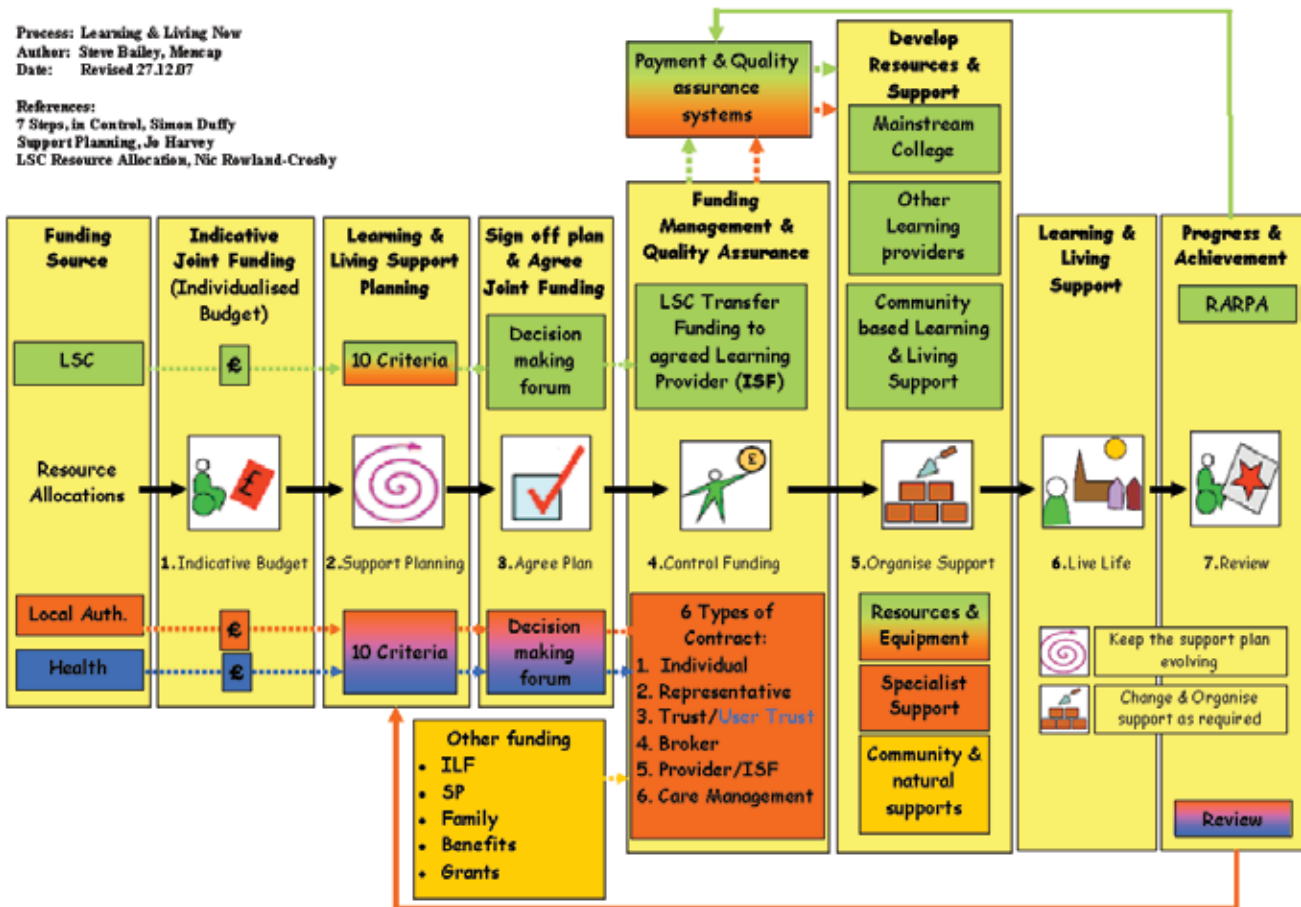 Process: Learning & Living Now
Author: Steve Bailey, Mencap
Date: Revised 27.12.07
References:
7 Steps, in Control, Simon Duffy
Support Planning, Jo Harvey
LSC Resource Allocation, Nic Rowland-Crosby
Payment & Quality
assurance
systems
Funding
Source
LSC
Resource
Allocations
Local Auth.
Health
Indicative
Joint Funding
(Individualised
Budget)
£
£
1.Indicative Budget
£
£
Learning &
Living Support
Planning
10 Criteria
2.Support Planning
10 Criteria
Sign off plan
& Agree
Joint Funding
Decision
making
forum
3.Agree Plan
Decision
making
forum
Other funding
• ILF
• SP
• Family
• Benefits
• Grants
Funding
Management &
Quality Assurance
LSC Transfer
Funding to
agreed Learning
Provider (ISF)
£
4.Control Funding
6 Types of
Contract:
1. Individual
2. Representative
3. Trust/User Trust
4. Broker
5. Provider/ISF
6. Care Management
Develop
Resources &
Support
Mainstream
College
Other
Learning
providers
Community
based Learning
& Living
Support
5.Organise Support
Resources &
Equipment
Specialist
Support
Community &
natural
supports
Learning &
Living
Support
6.Live Life
Progress &
Achievement
RARPA
7.Review
Keep the support plan
evolving
Change & Organise
support as required
Review